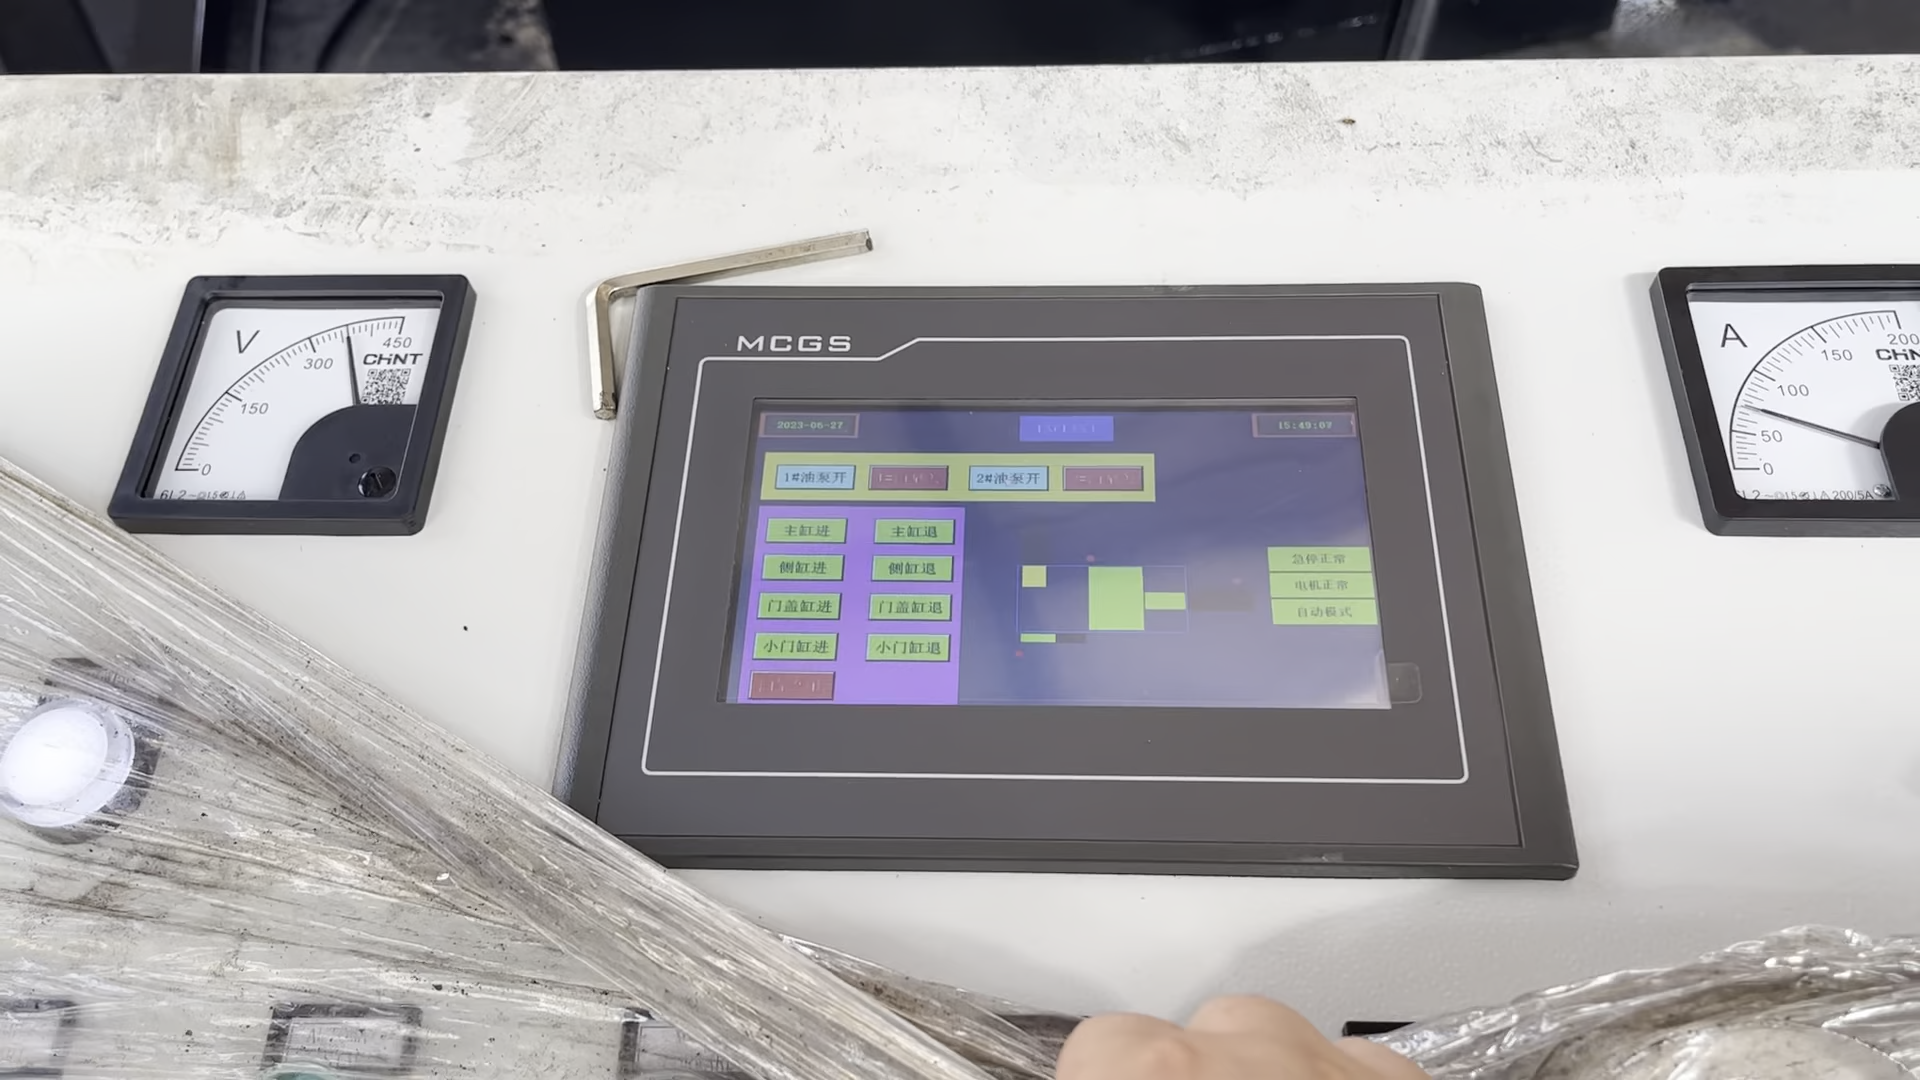 V
450
CHNT
300
150
0
MCGS
2023-06-27
15:49:07
1#油泵开
2#油泵开
主缸进
主缸退
侧缸进
侧缸退
门盖缸进
门盖缸退
小门缸进
小门缸退
急停正常
电机正常
自动模式
A
200
150
100
50
0
200/5A